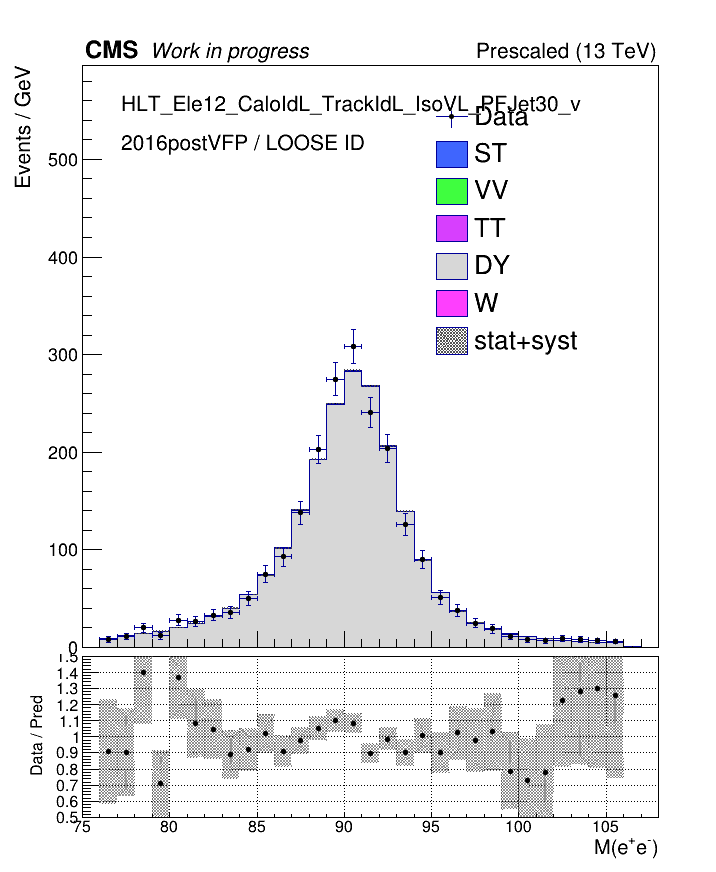 CMS Work in progress Prescaled (13 TeV)
HLT_Ele12_CaloIdL_TrackIdL_IsoVL_PFJet30_v
2016postVFP / LOOSE ID
Data
ST
VV
TT
DY
W
stat+syst
Events / GeV
500
400
300
200
100
0
Data / Pred
1.5
1.4
1.3
1.2
1.1
1
0.9
0.8
0.7
0.6
0.5
75 80 85 90 95 100 105
M(e⁺e⁻)